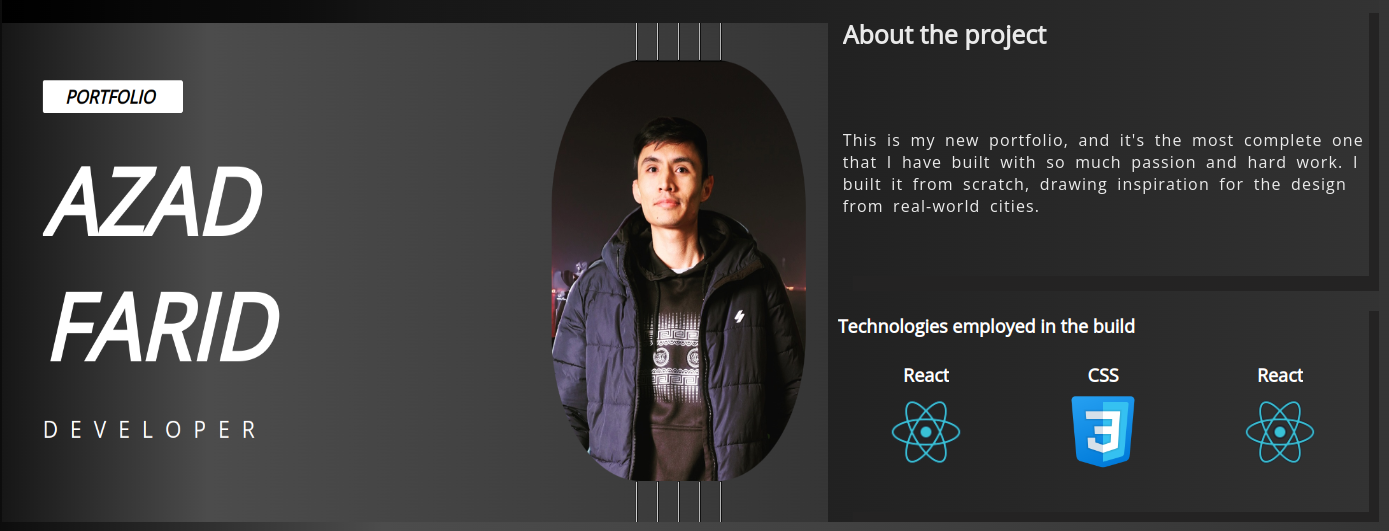 PORTFOLIO
AZAD
FARID
DEVELOPER
About the project
This is my new portfolio, and it's the most complete one
that I have built with so much passion and hard work. I
built it from scratch, drawing inspiration for the design
from real-world cities.
Technologies employed in the build
React
CSS
React
3